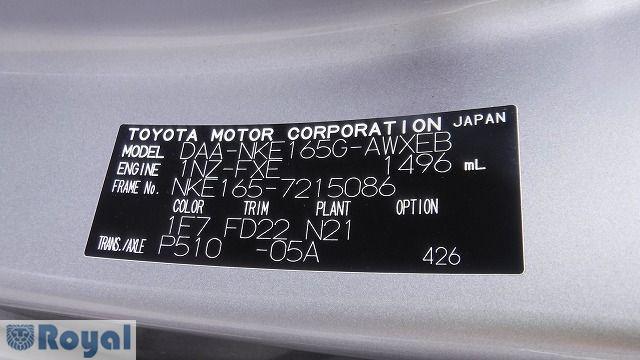 TOYOTA MOTOR CORPORATION JAPAN
MODEL DAA-NKE165G-AWXEB
ENGINE 1NZ-FXE 1496 mL
FRAME No. NKE165-7215086
COLOR TRIM PLANT OPTION
1E7 FD22 N21
TRANS./AXLE P510 -05A 426
Royal